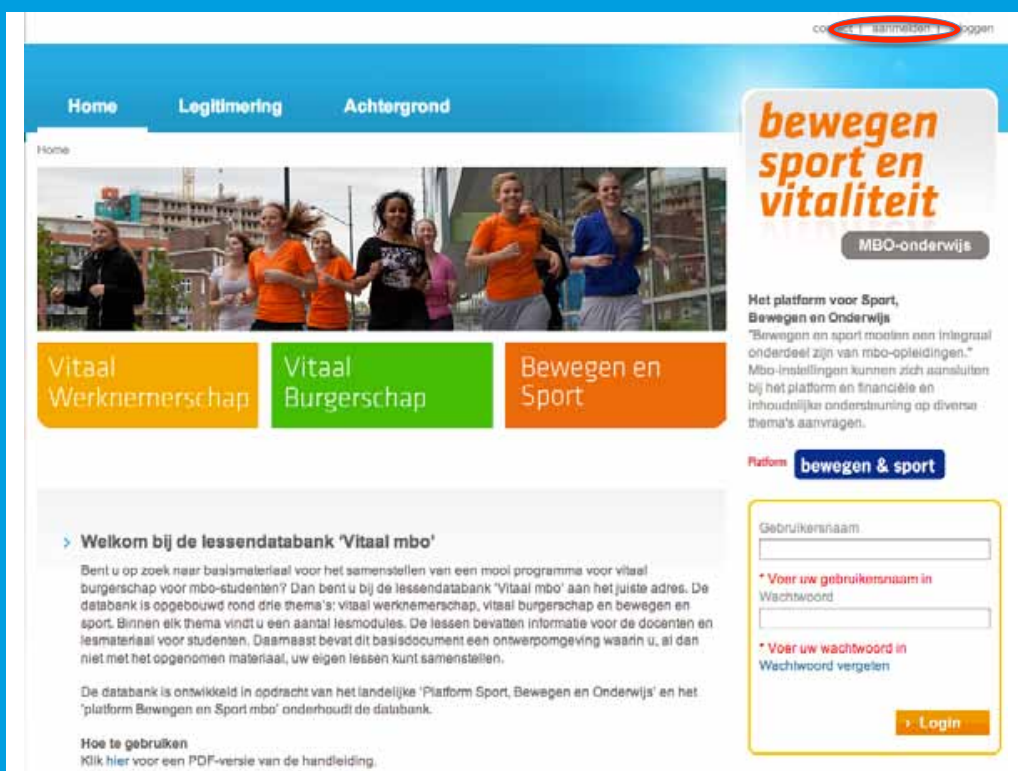 contact | aanmelden | inloggen
Home Legitimering Achtergrond
Home
bewegen
sport en
vitaliteit
MBO-onderwijs
Vitaal
Werknemerschap
Vitaal
Burgerschap
Bewegen en
Sport
Het platform voor Sport,
Bewegen en Onderwijs
"Bewegen en sport moeten een integraal
onderdeel zijn van mbo-opleidingen."
Mbo-instellingen kunnen zich aansluiten
bij het platform en financiële en
inhoudelijke ondersteuning op diverse
thema's aanvragen.
Platform bewegen & sport
Welkom bij de lessendatabank 'Vitaal mbo'
Bent u op zoek naar basismateriaal voor het samenstellen van een mooi programma voor vitaal
burgerschap voor mbo-studenten? Dan bent u bij de lessendatabank 'Vitaal mbo' aan het juiste adres. De
databank is opgebouwd rond drie thema's: vitaal werknemerschap, vitaal burgerschap en bewegen en
sport. Binnen elk thema vindt u een aantal lesmodules. De lessen bevatten informatie voor de docenten en
lesmateriaal voor studenten. Daarnaast bevat dit basisdocument een ontwerpomgeving waarin u, al dan
niet met het opgenomen materiaal, uw eigen lessen kunt samenstellen.
De databank is ontwikkeld in opdracht van het landelijke 'Platform Sport, Bewegen en Onderwijs' en het
'platform Bewegen en Sport mbo' onderhoudt de databank.
Hoe te gebruiken
Klik hier voor een PDF-versie van de handleiding.
Gebruikersnaam
* Voer uw gebruikersnaam in
Wachtwoord
* Voer uw wachtwoord in
Wachtwoord vergeten
› Login